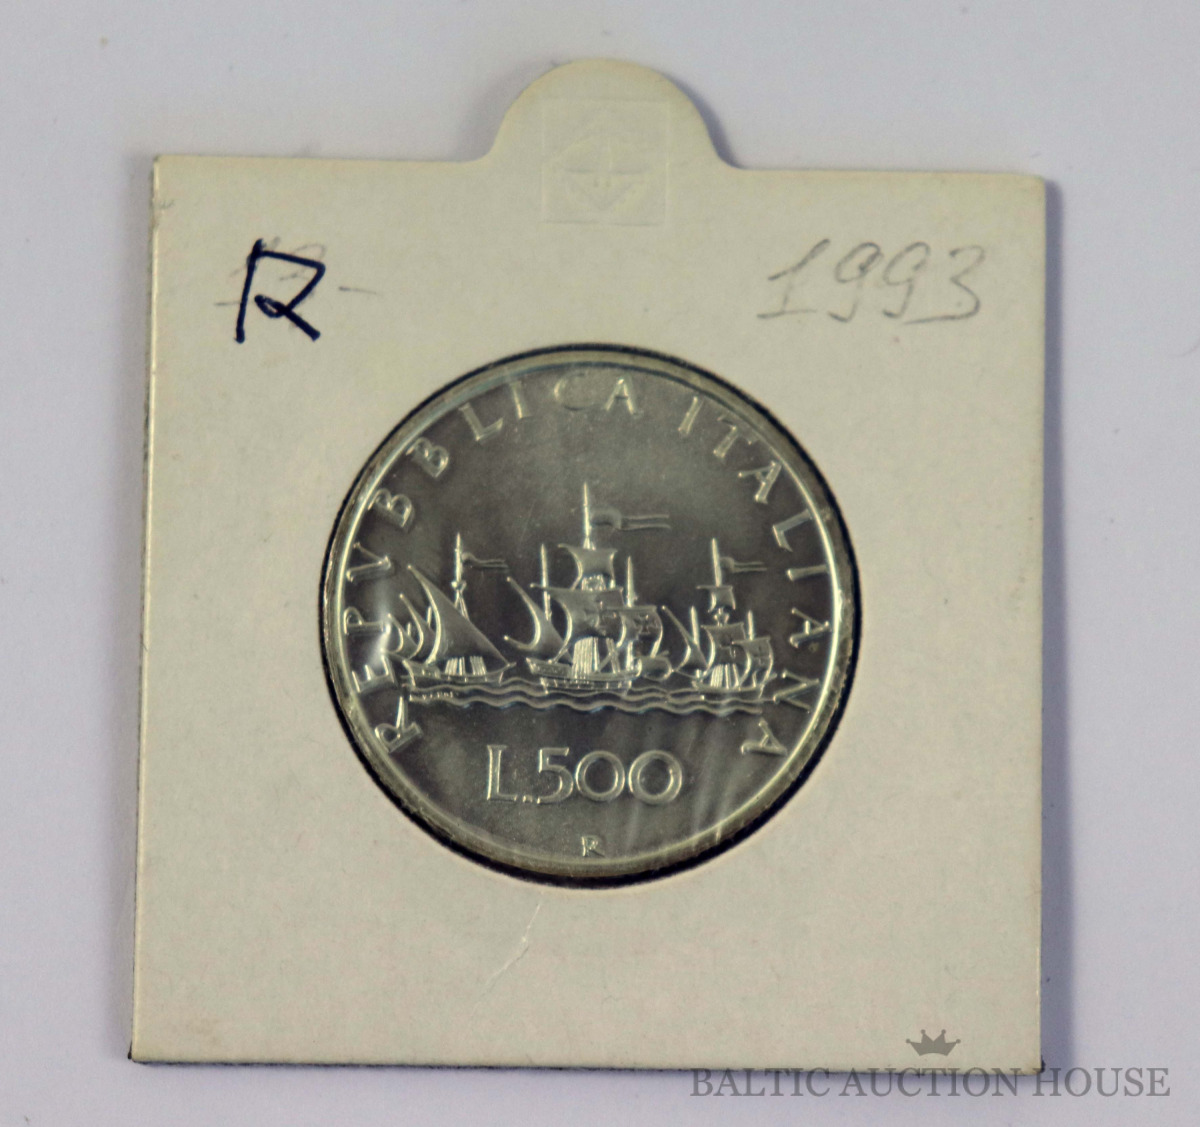 R 1993
REPVBBLICA ITALIANA
L.500
R
BALTIC AUCTION HOUSE